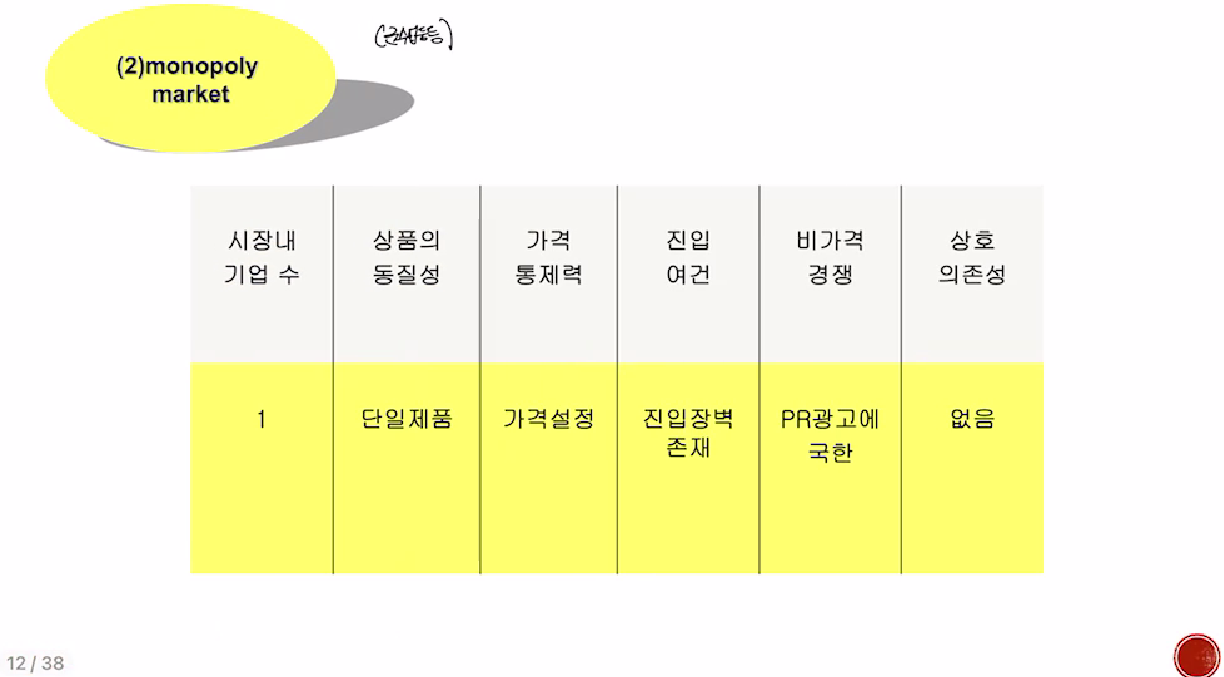 (2)monopoly
market
시장내
기업 수
상품의
동질성
가격
통제력
진입
여건
비가격
경쟁
상호
의존성
1
단일제품
가격설정
진입장벽
존재
PR광고에
국한
없음
12 / 38